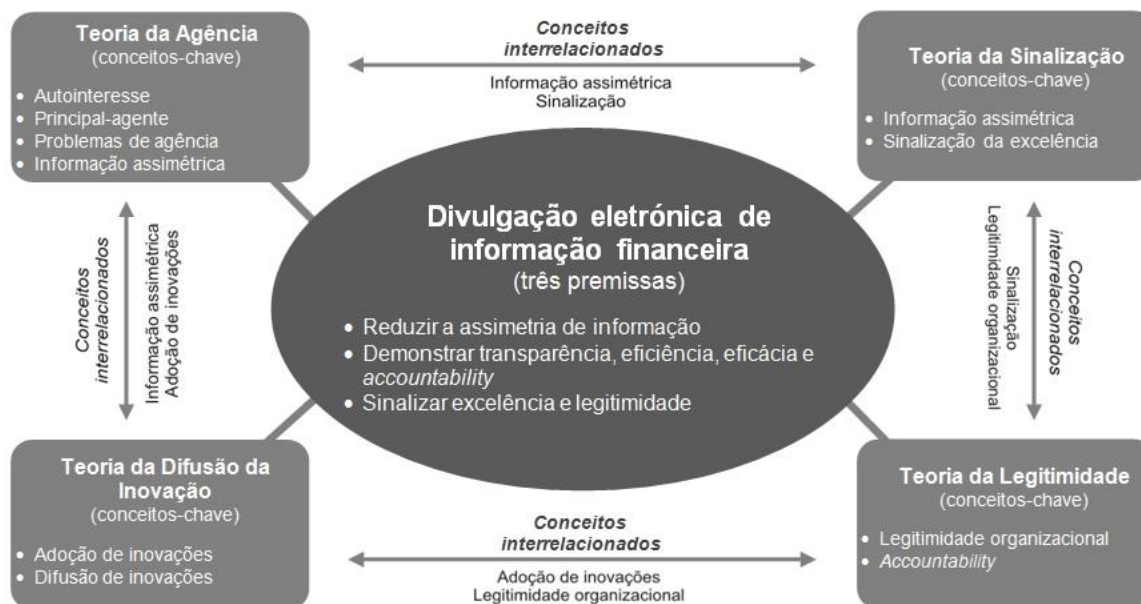 Teoria da Agência
(conceitos-chave)
• Autointeresse
• Principal-agente
• Problemas de agência
• Informação assimétrica
Conceitos
interrelacionados
Informação assimétrica
Sinalização
Teoria da Sinalização
(conceitos-chave)
• Informação assimétrica
• Sinalização da excelência
Conceitos
interrelacionados
Informação assimétrica
Adoção de inovações
Divulgação eletrónica de
informação financeira
(três premissas)
• Reduzir a assimetria de informação
• Demonstrar transparência, eficiência, eficácia e
accountability
• Sinalizar excelência e legitimidade
Conceitos
interrelacionados
Sinalização
Legitimidade organizacional
Teoria da Difusão da
Inovação
(conceitos-chave)
• Adoção de inovações
• Difusão de inovações
Conceitos
interrelacionados
Adoção de inovações
Legitimidade organizacional
Teoria da Legitimidade
(conceitos-chave)
• Legitimidade organizacional
• Accountability